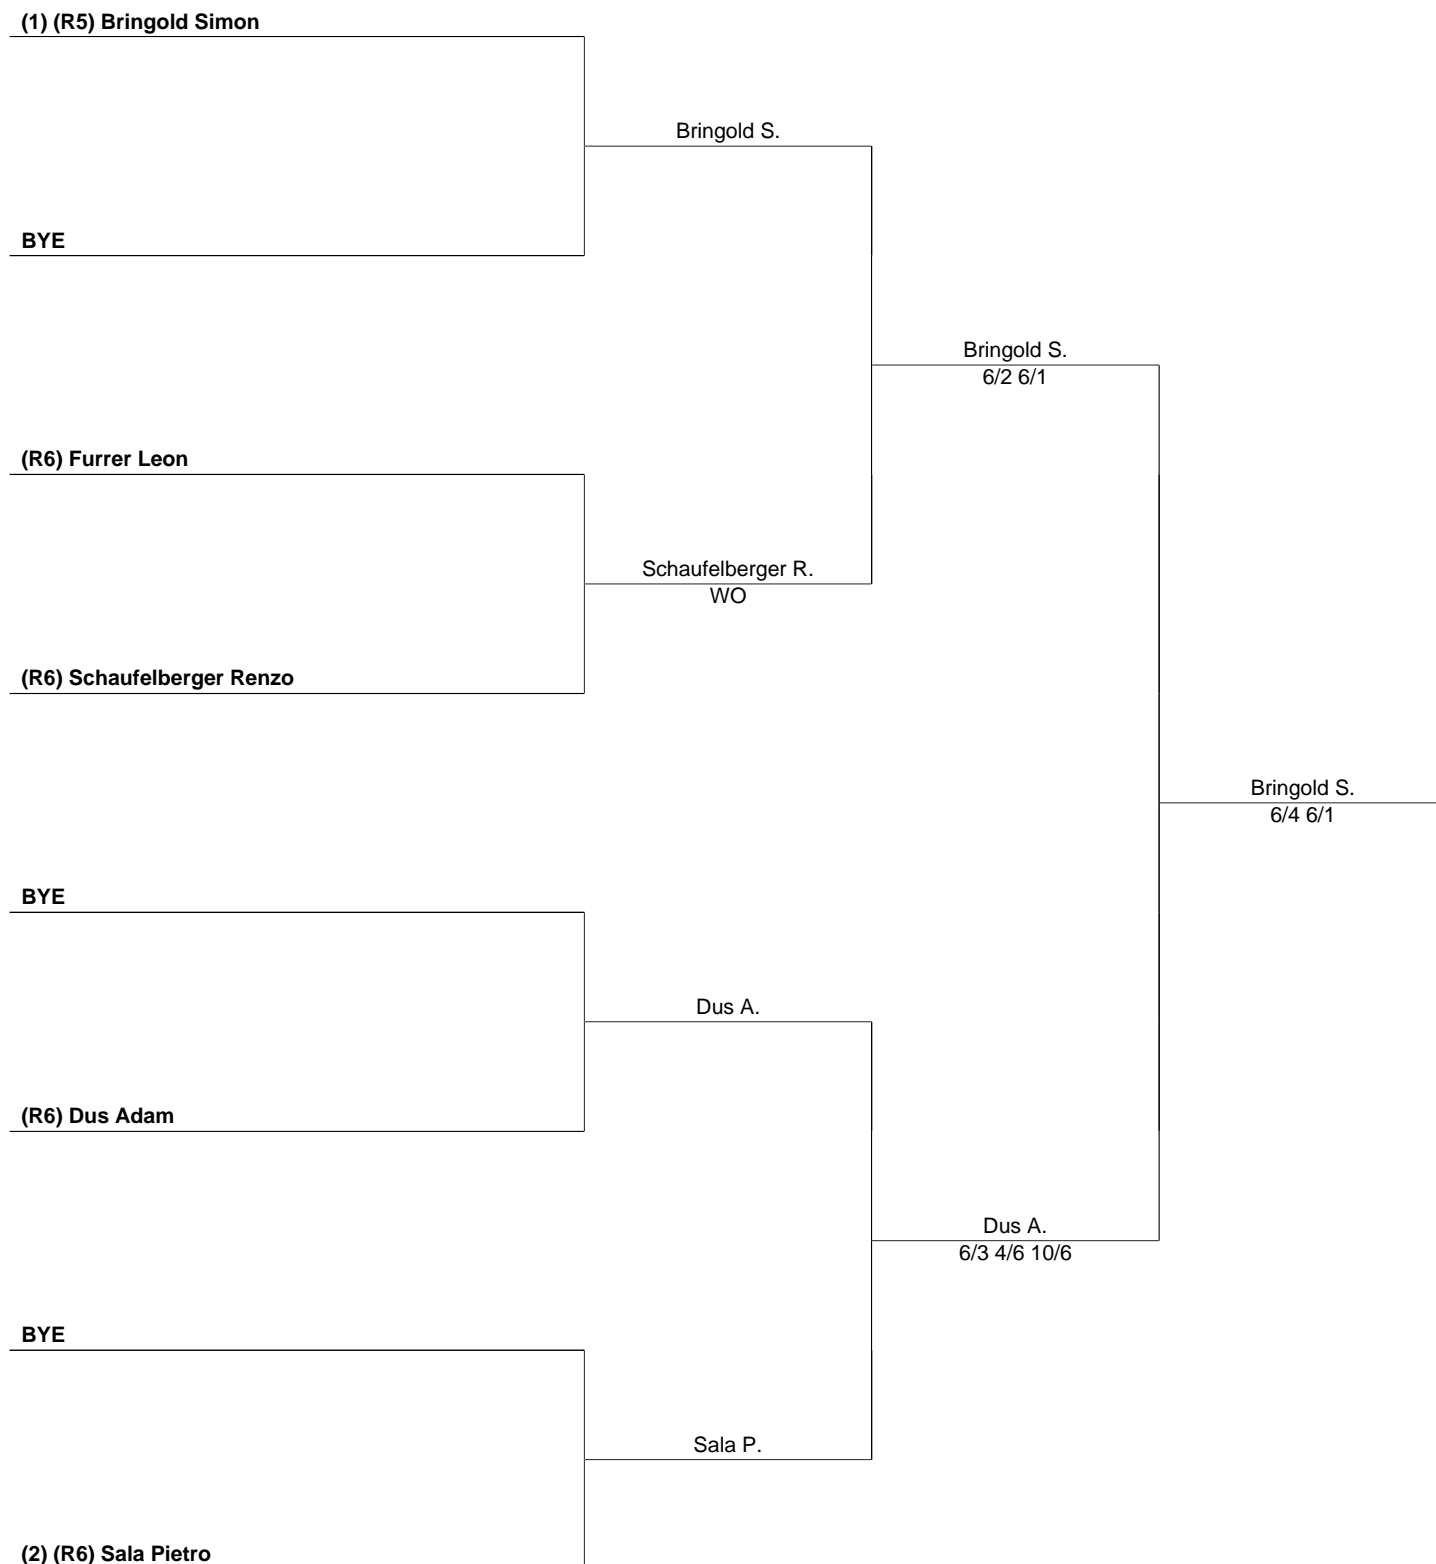 (1) (R5) Bringold Simon
Bringold S.
BYE
Bringold S.
6/2 6/1
(R6) Furrer Leon
Schaufelberger R.
WO
(R6) Schaufelberger Renzo
Bringold S.
6/4 6/1
BYE
Dus A.
(R6) Dus Adam
Dus A.
6/3 4/6 10/6
BYE
Sala P.
(2) (R6) Sala Pietro